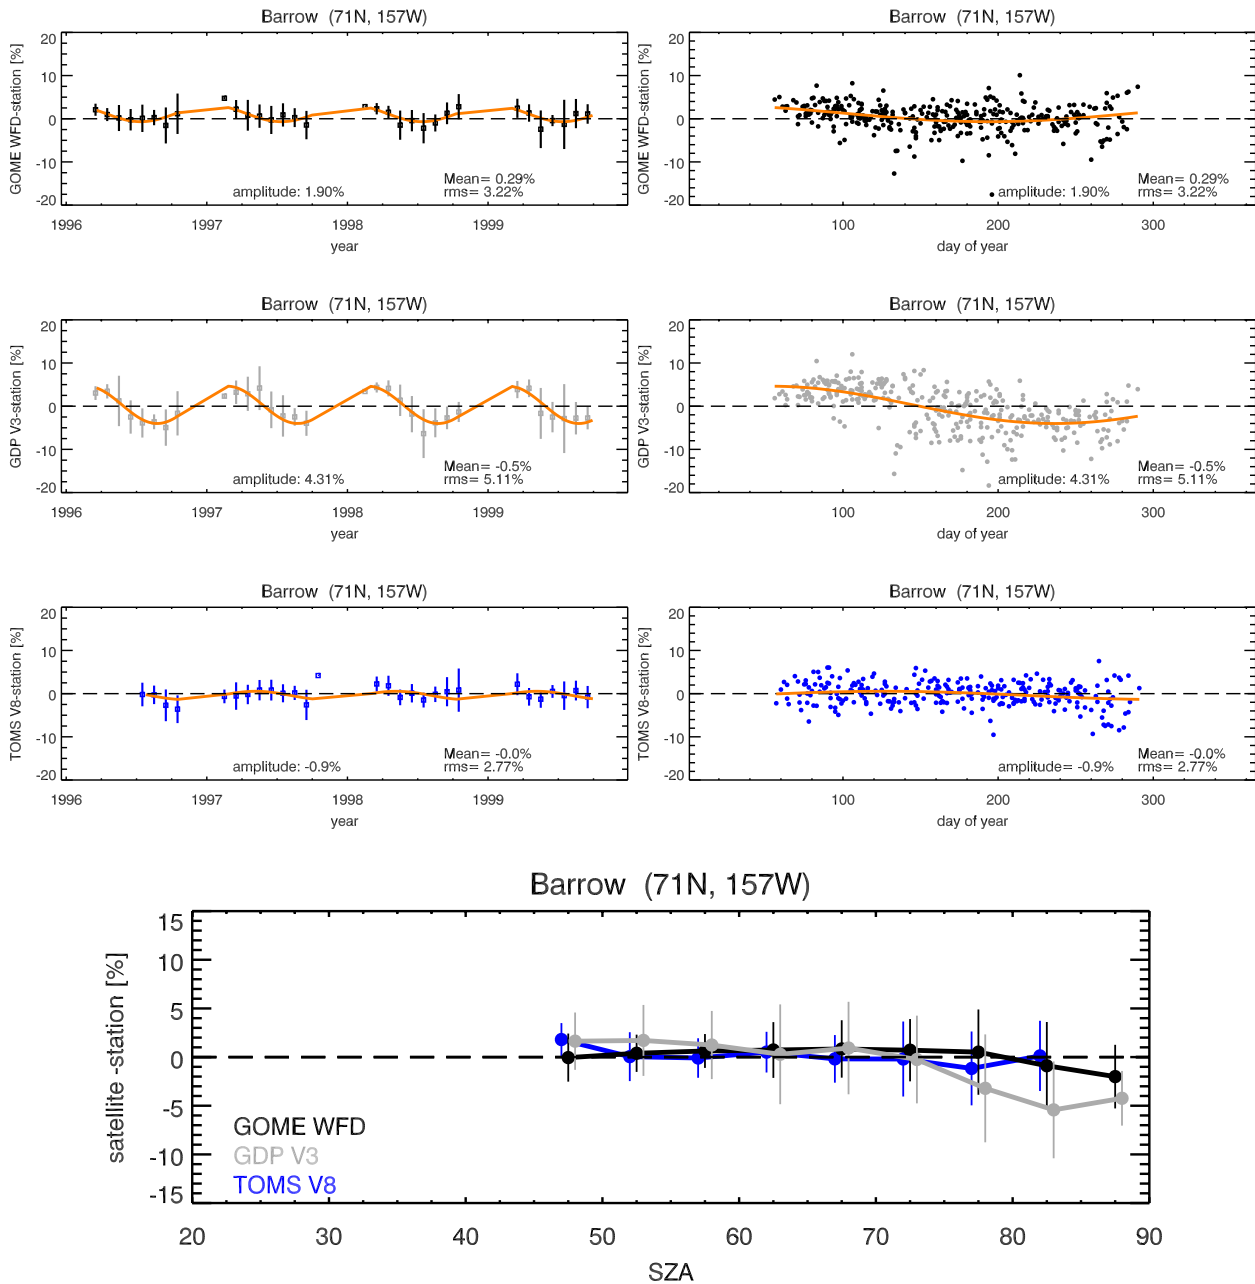 Barrow (71N, 157W)
GOME WFD-station [%]
20
10
0
-10
-20
amplitude: 1.90%
Mean= 0.29%
rms= 3.22%
1996
1997
1998
1999
year
Barrow (71N, 157W)
GOME WFD-station [%]
20
10
0
-10
-20
amplitude: 1.90%
Mean= 0.29%
rms= 3.22%
100
200
300
day of year
Barrow (71N, 157W)
GDP V3-station [%]
20
10
0
-10
-20
amplitude: 4.31%
Mean= -0.5%
rms= 5.11%
1996
1997
1998
1999
year
Barrow (71N, 157W)
GDP V3-station [%]
20
10
0
-10
-20
amplitude: 4.31%
Mean= -0.5%
rms= 5.11%
100
200
300
day of year
Barrow (71N, 157W)
TOMS V8-station [%]
20
10
0
-10
-20
amplitude: -0.9%
Mean= -0.0%
rms= 2.77%
1996
1997
1998
1999
year
Barrow (71N, 157W)
TOMS V8-station [%]
20
10
0
-10
-20
amplitude= -0.9%
Mean= -0.0%
rms= 2.77%
100
200
300
day of year
Barrow (71N, 157W)
satellite -station [%]
15
10
5
0
-5
-10
-15
GOME WFD
GDP V3
TOMS V8
20
30
40
50
60
70
80
90
SZA